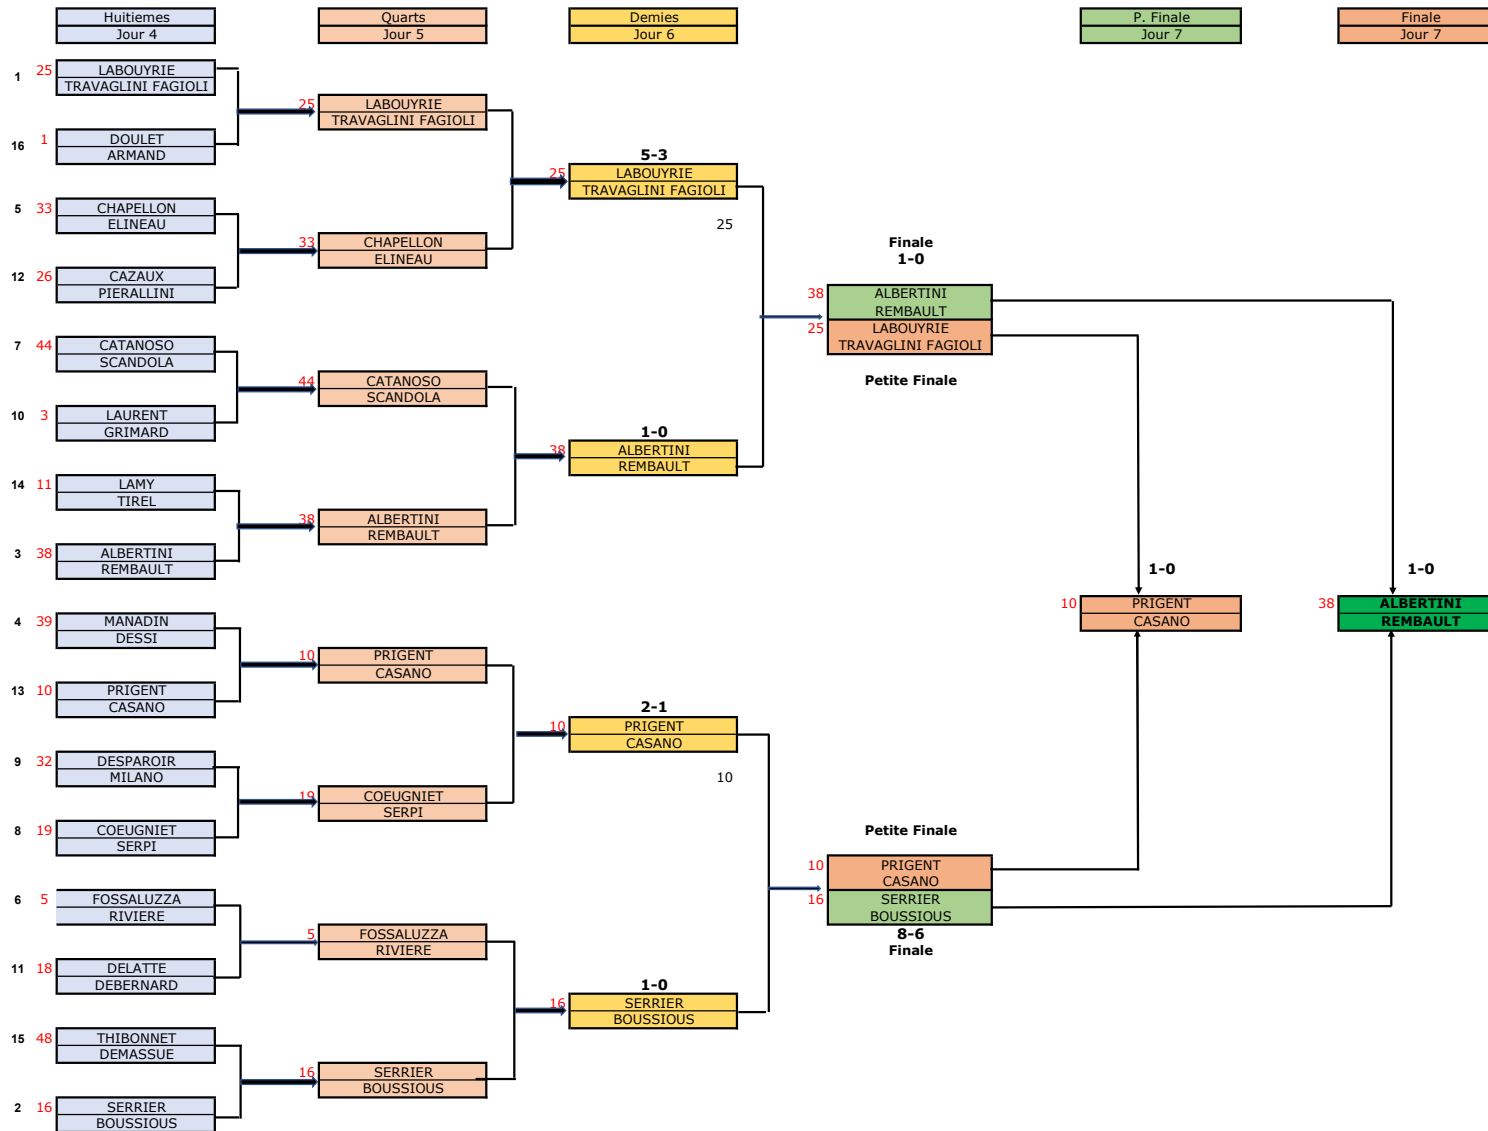 Huitiemes
Jour 4
Quarts
Jour 5
Demies
Jour 6
P. Finale
Jour 7
Finale
Jour 7
1 25 LABOUYRIE
TRAVAGLINI FAGIOLI
16 1 DOULET
ARMAND
5 33 CHAPELLON
ELINEAU
12 26 CAZAUX
PIERALLINI
7 44 CATANOSO
SCANDOLA
10 3 LAURENT
GRIMARD
14 11 LAMY
TIREL
3 38 ALBERTINI
REMBAULT
4 39 MANADIN
DESSI
13 10 PRIGENT
CASANO
9 32 DESPAROIR
MILANO
8 19 COEUGNIET
SERPI
6 5 FOSSALUZZA
RIVIERE
11 18 DELATTE
DEBERNARD
15 48 THIBONNET
DEMASSUE
2 16 SERRIER
BOUSSIOUS
25 LABOUYRIE
TRAVAGLINI FAGIOLI
33 CHAPELLON
ELINEAU
44 CATANOSO
SCANDOLA
38 ALBERTINI
REMBAULT
10 PRIGENT
CASANO
19 COEUGNIET
SERPI
5 FOSSALUZZA
RIVIERE
16 SERRIER
BOUSSIOUS
5-3
25 LABOUYRIE
TRAVAGLINI FAGIOLI
25
1-0
38 ALBERTINI
REMBAULT
2-1
10 PRIGENT
CASANO
10
1-0
16 SERRIER
BOUSSIOUS
Finale
1-0
38 ALBERTINI
REMBAULT
25 LABOUYRIE
TRAVAGLINI FAGIOLI
Petite Finale
Petite Finale
10 PRIGENT
CASANO
16 SERRIER
BOUSSIOUS
8-6
Finale
1-0
10 PRIGENT
CASANO
1-0
38 ALBERTINI
REMBAULT